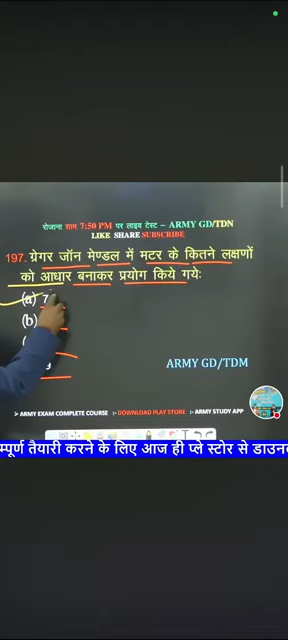 रोजाना शाम 7:50 PM पर लाइव टेस्ट – ARMY GD/TDN
LIKE SHARE SUBSCRIBE
197. ग्रेगर जॉन मेण्डल में मटर के कितने लक्षणों
को आधार बनाकर प्रयोग किये गये:
(a) 7
(b)
9
ARMY GD/TDM
:- ARMY EXAM COMPLETE COURSE :- DOWNLOAD PLAY STORE :- ARMY STUDY APP
म्पूर्ण तैयारी करने के लिए आज ही प्ले स्टोर से डाउन